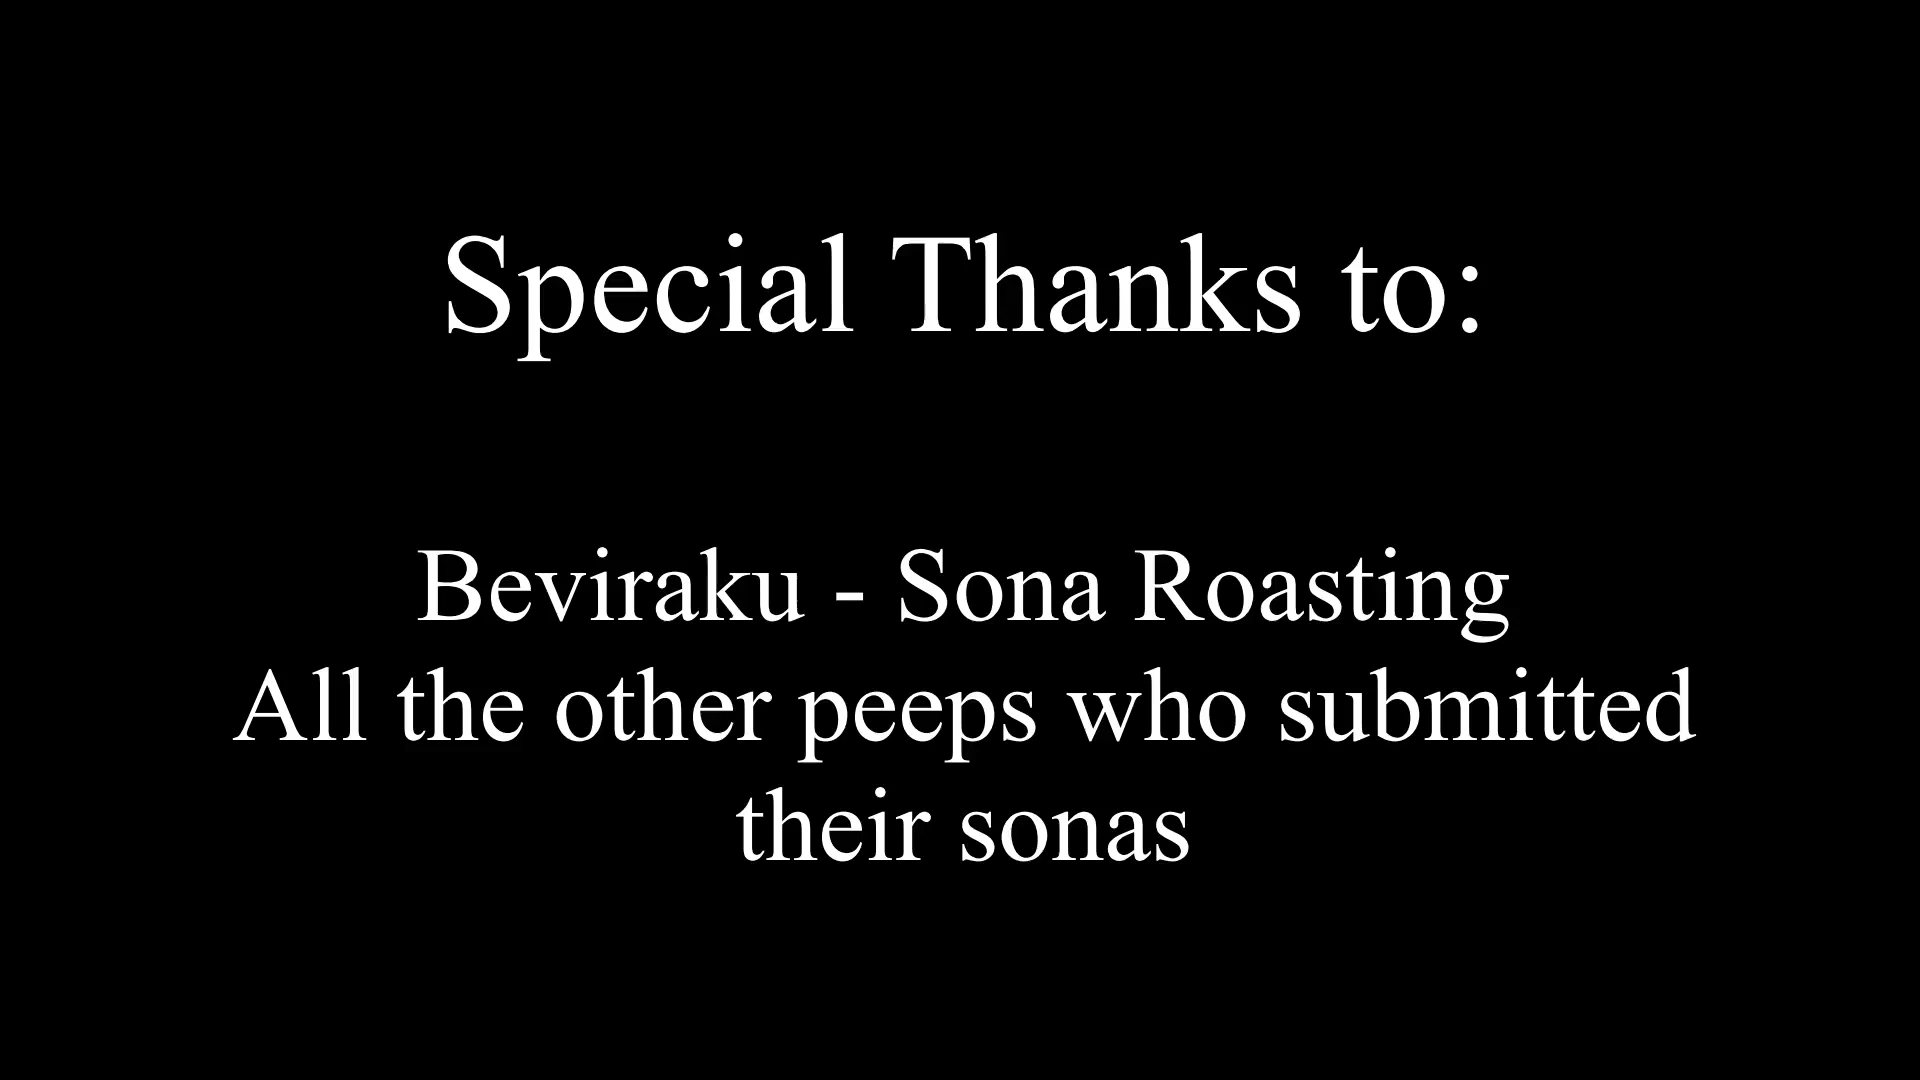 Special Thanks to:
Beviraku - Sona Roasting
All the other peeps who submitted
their sonas